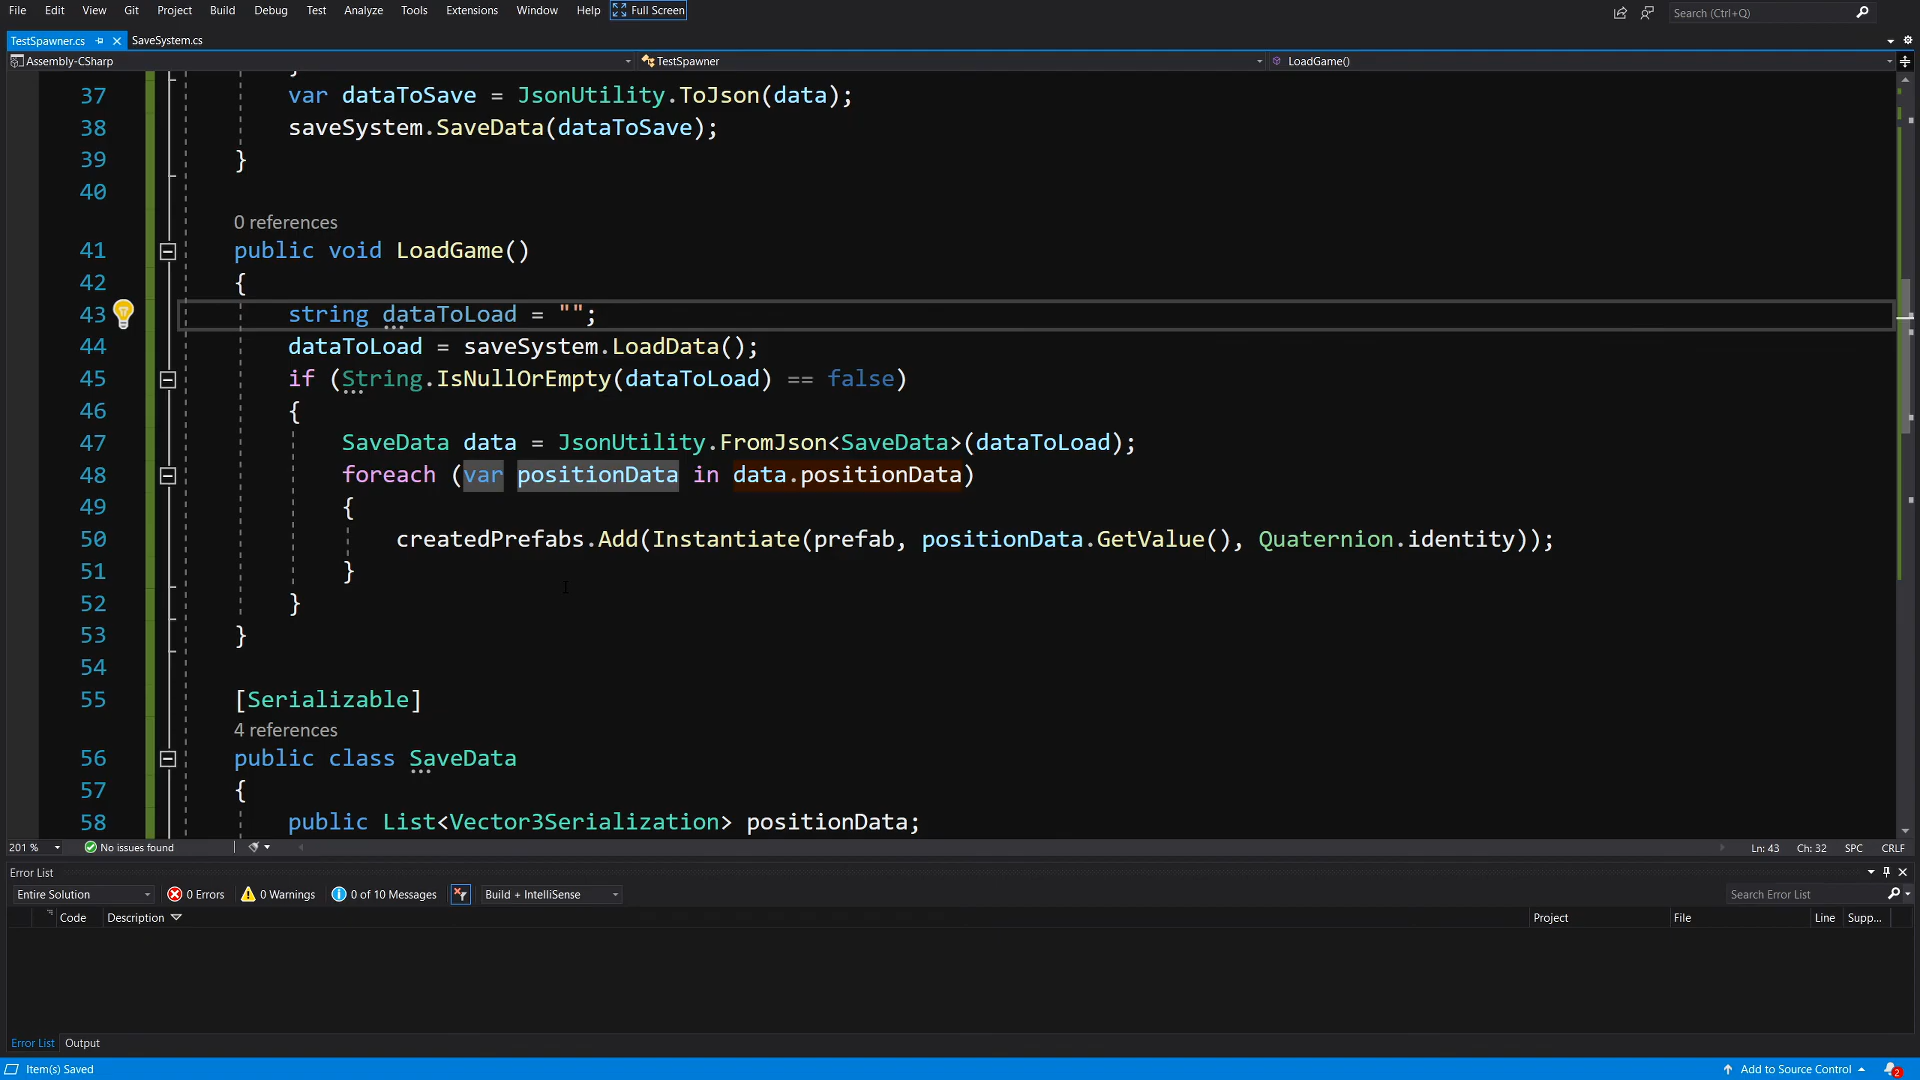 File Edit View Git Project Build Debug Test Analyze Tools Extensions Window Help Full Screen Search (Ctrl+Q)
TestSpawner.cs SaveSystem.cs
Assembly-CSharp TestSpawner LoadGame()
37 var dataToSave = JsonUtility.ToJson(data);
38 saveSystem.SaveData(dataToSave);
39 }
40
0 references
41 public void LoadGame()
42 {
43 string dataToLoad = "";
44 dataToLoad = saveSystem.LoadData();
45 if (String.IsNullOrEmpty(dataToLoad) == false)
46 {
47 SaveData data = JsonUtility.FromJson<SaveData>(dataToLoad);
48 foreach (var positionData in data.positionData)
49 {
50 createdPrefabs.Add(Instantiate(prefab, positionData.GetValue(), Quaternion.identity));
51 }
52 }
53 }
54
55 [Serializable]
4 references
56 public class SaveData
57 {
58 public List<Vector3Serialization> positionData;
201 % No issues found Ln: 43 Ch: 32 SPC CRLF
Error List
Entire Solution 0 Errors 0 Warnings 0 of 10 Messages Build + IntelliSense Search Error List
Code Description Project File Line Supp...
Error List Output
Item(s) Saved Add to Source Control 2